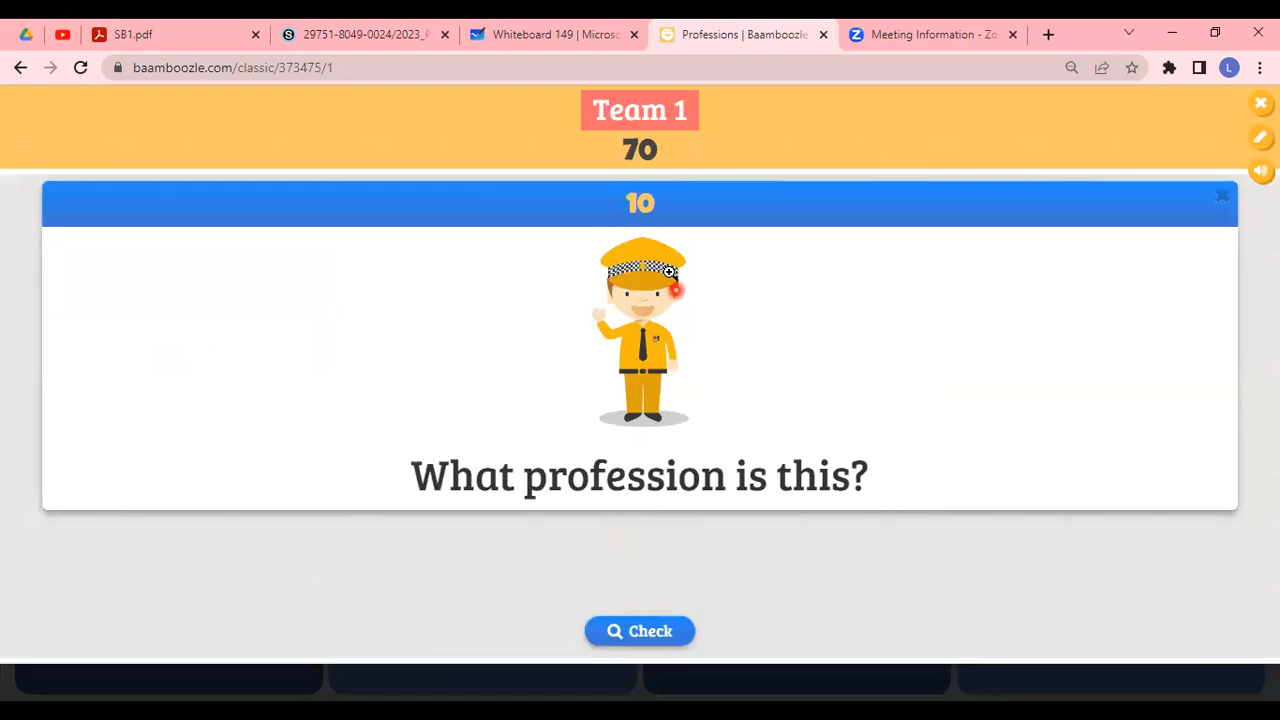 SB1.pdf
29751-8049-0024/2023_
Whiteboard 149 | Microsc
Professions | Baamboozle
Meeting Information - Zo
baamboozle.com/classic/373475/1
L
Team 1
70
10
What profession is this?
Check